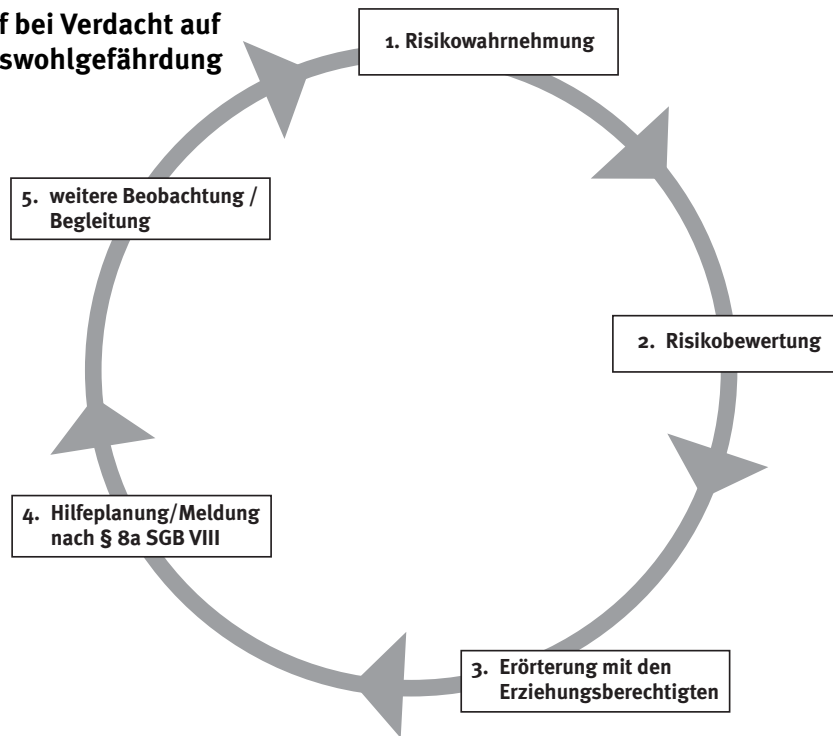 f bei Verdacht auf
swohlgefährdung
1. Risikowahrnehmung
2. Risikobewertung
3. Erörterung mit den
Erziehungsberechtigten
4. Hilfeplanung/Meldung
nach § 8a SGB VIII
5. weitere Beobachtung /
Begleitung